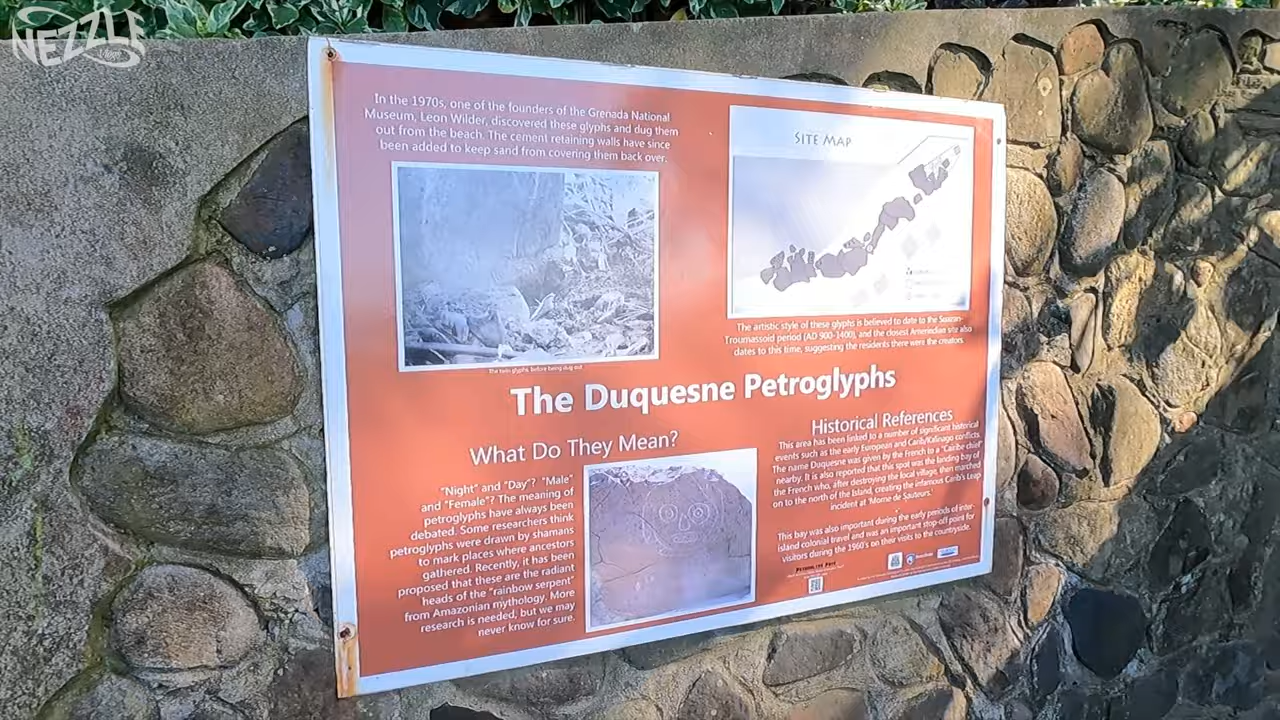 NEZZLE
In the 1970s, one of the founders of the Grenada National
Museum, Leon Wilder, discovered these glyphs and dug them
out from the beach. The cement retaining walls have since
been added to keep sand from covering them back over.
The twin glyphs before being dug out
SITE MAP
The artistic style of these glyphs is believed to date to the Suazan-
Troumassoid period (AD 900-1400), and the closest Amerindian site also
dates to this time, suggesting the residents there were the creators.
The Duquesne Petroglyphs
What Do They Mean?
"Night" and "Day"? "Male"
and "Female"? The meaning of
petroglyphs have always been
debated. Some researchers think
petroglyphs were drawn by shamans
to mark places where ancestors
gathered. Recently, it has been
proposed that these are the radiant
heads of the "rainbow serpent"
from Amazonian mythology. More
research is needed, but we may
never know for sure.
Historical References
This area has been linked to a number of significant historical
events such as the early European and Carib/Kalinago conflicts.
The name Duquesne was given by the French to a "Caribe chief"
nearby. It is also reported that this spot was the landing bay of
the French who, after destroying the local village, then marched
on to the north of the Island, creating the infamous Carib's Leap
incident at 'Morne de Sauteurs.'
This bay was also important during the early periods of inter-
island colonial travel and was an important stop-off point for
visitors during the 1960's on their visits to the countryside.